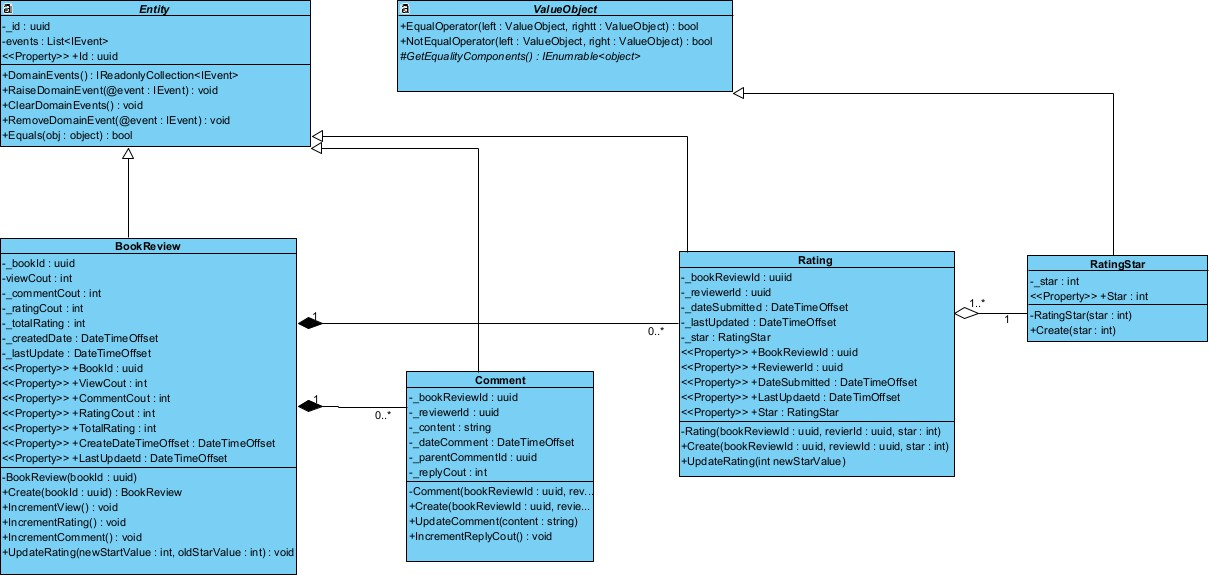 a
Entity
-_id : uuid
-events : List<IEvent>
<<Property>> +Id : uuid
+DomainEvents() : IReadonlyCollection<IEvent>
+RaiseDomainEvent(@event : IEvent) : void
+ClearDomainEvents() : void
+RemoveDomainEvent(@event : IEvent) : void
+Equals(obj : object) : bool
a
ValueObject
+EqualOperator(left : ValueObject, rightt : ValueObject) : bool
+NotEqualOperator(left : ValueObject, right : ValueObject) : bool
#GetEqualityComponents() : IEnumrable<object>
BookReview
-_bookId : uuid
-viewCout : int
-_commentCout : int
-_ratingCout : int
-_totalRating : int
-_createdDate : DateTimeOffset
-_lastUpdate : DateTimeOffset
<<Property>> +BookId : uuid
<<Property>> +ViewCout : int
<<Property>> +CommentCout : int
<<Property>> +RatingCout : int
<<Property>> +TotalRating : int
<<Property>> +CreateDateTimeOffset : DateTimeOffset
<<Property>> +LastUpdaetd : DateTimeOffset
-BookReview(bookId : uuid)
+Create(bookId : uuid) : BookReview
+IncrementView() : void
+IncrementRating() : void
+IncrementComment() : void
+UpdateRating(newStartValue : int, oldStarValue : int) : void
1
0..*
1
0..*
Comment
-_bookReviewId : uuid
-_reviewerId : uuid
-_content : string
-_dateComment : DateTimeOffset
-_parentCommentId : uuid
-_replyCout : int
-Comment(bookReviewId : uuid, rev...
+Create(bookReviewId : uuid, revie...
+UpdateComment(content : string)
+IncrementReplyCout() : void
Rating
-_bookReviewId : uuiid
-_reviewerId : uuid
-_dateSubmitted : DateTimeOffset
-_lastUpdated : DateTimeOffset
-_star : RatingStar
<<Property>> +BookReviewId : uuid
<<Property>> +ReviewerId : uuid
<<Property>> +DateSubmitted : DateTimeOffset
<<Property>> +LastUpdaetd : DateTimOffset
<<Property>> +Star : RatingStar
-Rating(bookReviewId : uuid, revierId : uuid, star : int)
+Create(bookReviewId : uuid, reviewId : uuid, star : int)
+UpdateRating(int newStarValue)
1..*
1
RatingStar
-_star : int
<<Property>> +Star : int
-RatingStar(star : int)
+Create(star : int)